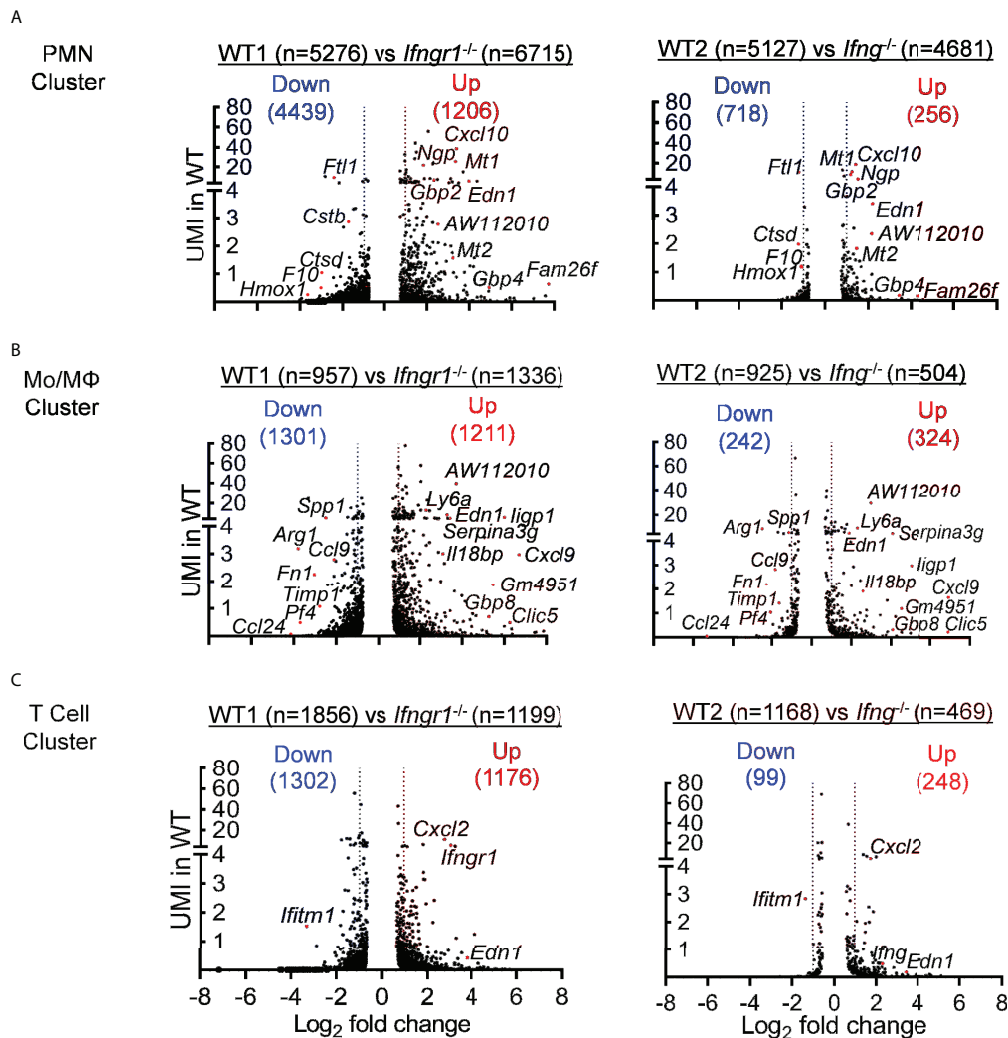 A
PMN
Cluster
WT1 (n=5276) vs Ifngr1-/- (n=6715)
Down
(4439)
Up
(1206)
UMI in WT
80
60
40
20
4
3
2
1
Cxcl10
Ngp
Mt1
Ftl1
Gbp2
Edn1
Cstb
AW112010
Mt2
Ctsd
F10
Hmox1
Gbp4
Fam26f
WT2 (n=5127) vs Ifng-/- (n=4681)
Down
(718)
Up
(256)
80
60
40
20
4
3
2
1
Ftl1
Mt1
Cxcl10
Ngp
Gbp2
Edn1
Ctsd
AW112010
F10
Mt2
Hmox1
Gbp4
Fam26f
B
Mo/MΦ
Cluster
WT1 (n=957) vs Ifngr1-/- (n=1336)
Down
(1301)
Up
(1211)
UMI in WT
80
60
40
20
4
3
2
1
AW112010
Spp1
Ly6a
Edn1
Iigp1
Arg1
Serpina3g
Ccl9
Il18bp
Cxcl9
Fn1
Gm4951
Timp1
Gbp8
Pf4
Clic5
Ccl24
WT2 (n=925) vs Ifng-/- (n=504)
Down
(242)
Up
(324)
80
60
40
20
4
3
2
1
AW112010
Arg1
Spp1
Ly6a
Serpina3g
Edn1
Ccl9
Iigp1
Fn1
Il18bp
Cxcl9
Timp1
Gm4951
Pf4
Ccl24
Gbp8
Clic5
C
T Cell
Cluster
WT1 (n=1856) vs Ifngr1-/- (n=1199)
Down
(1302)
Up
(1176)
UMI in WT
80
60
40
20
4
3
2
1
Cxcl2
Ifngr1
Ifitm1
Edn1
-8 -6 -4 -2 0 2 4 6 8
Log2 fold change
WT2 (n=1168) vs Ifng-/- (n=469)
Down
(99)
Up
(248)
80
60
40
20
4
3
2
1
Cxcl2
Ifitm1
Ifng
Edn1
-8 -6 -4 -2 0 2 4 6 8
Log2 fold change